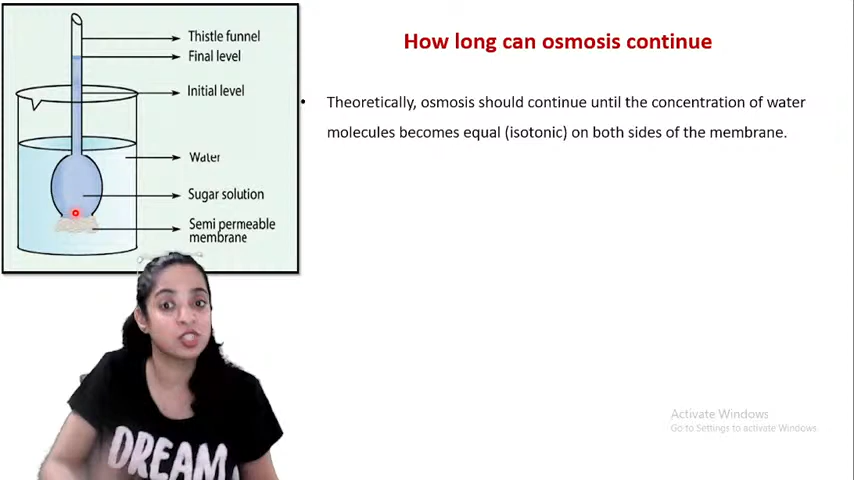 Thistle funnel
Final level
Initial level
Water
Sugar solution
Semi permeable
membrane
How long can osmosis continue
• Theoretically, osmosis should continue until the concentration of water
molecules becomes equal (isotonic) on both sides of the membrane.
DREAM
Activate Windows
Go to Settings to activate Windows.